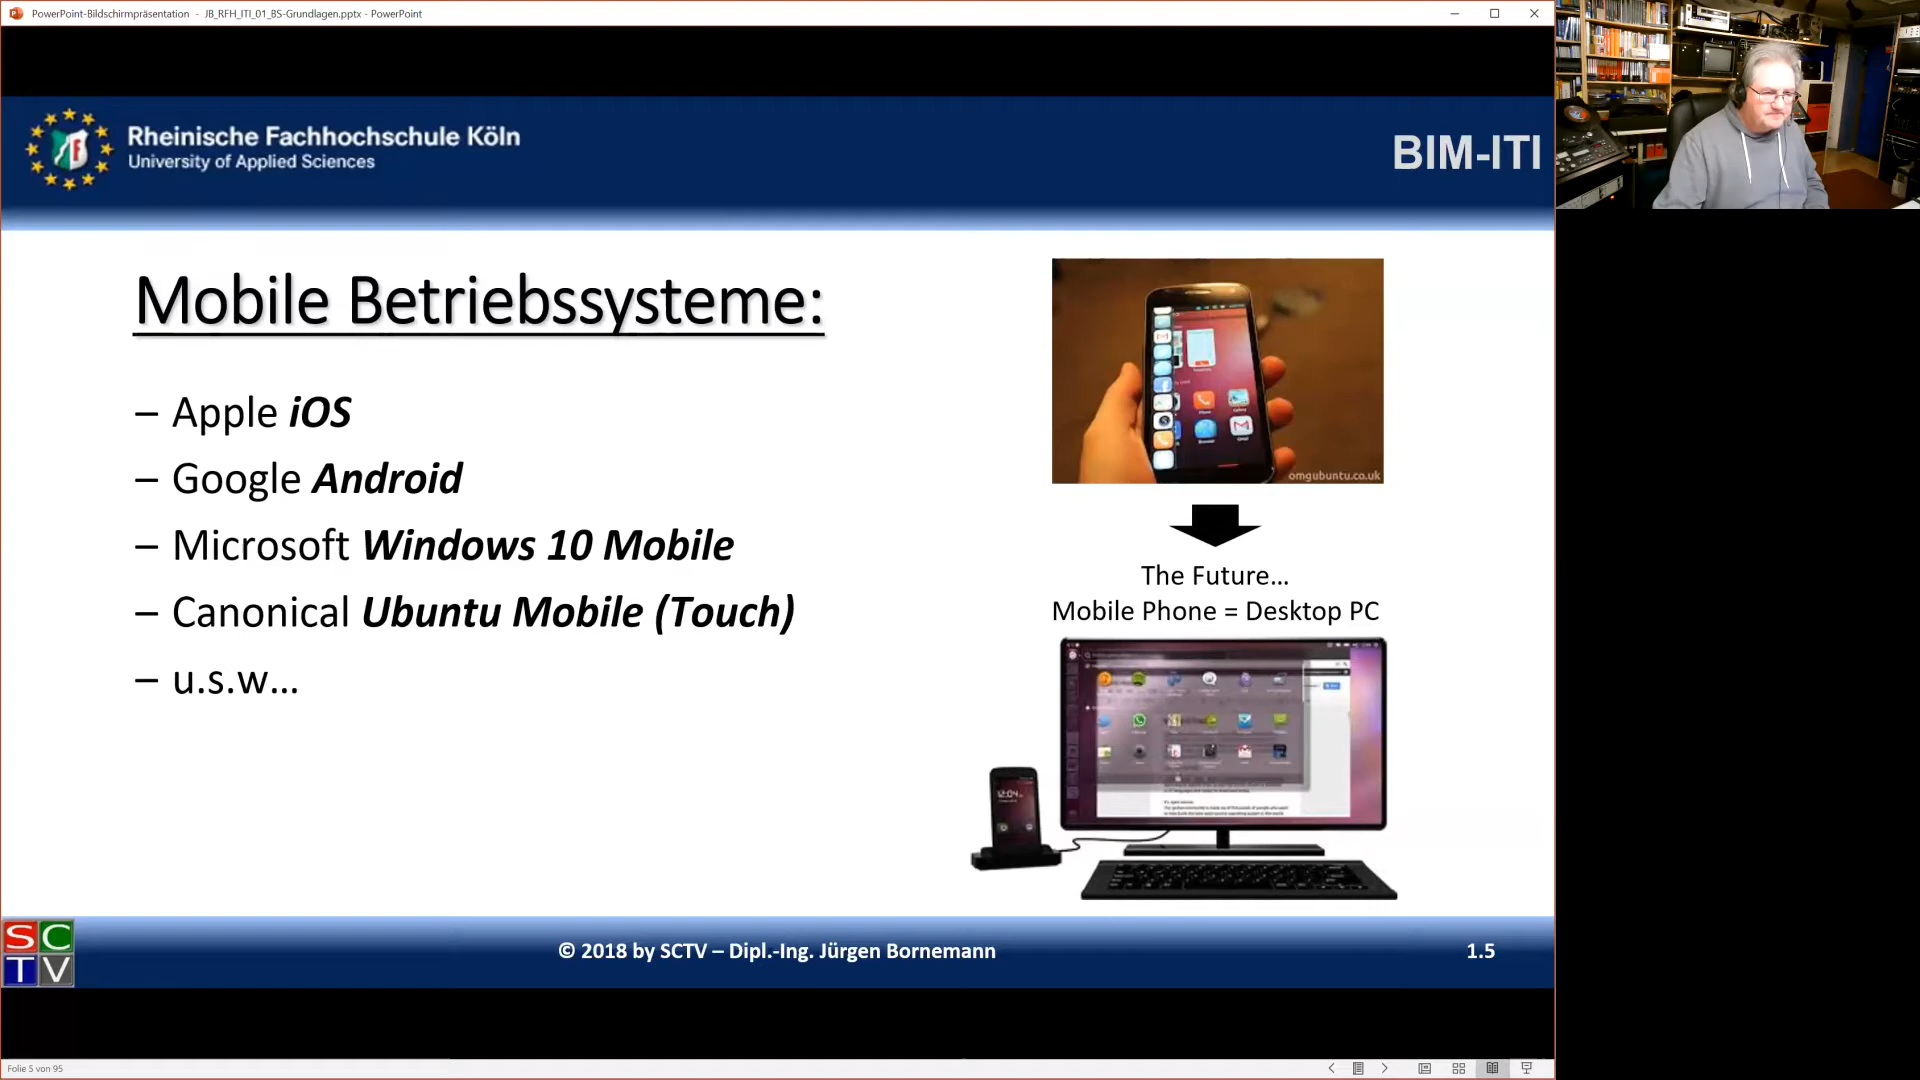 PowerPoint-Bildschirmpräsentation - JB_RFH_ITI_01_BS-Grundlagen.pptx - PowerPoint
Rheinische Fachhochschule Köln
University of Applied Sciences
BIM-ITI
Mobile Betriebssysteme:
– Apple iOS
– Google Android
– Microsoft Windows 10 Mobile
– Canonical Ubuntu Mobile (Touch)
– u.s.w...
omgubuntu.co.uk
The Future...
Mobile Phone = Desktop PC
12:04
SC
TV
© 2018 by SCTV – Dipl.-Ing. Jürgen Bornemann
1.5
Folie 5 von 95